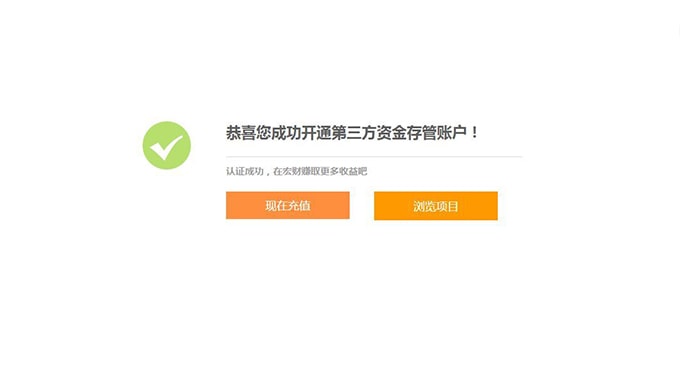 恭喜您成功开通第三方资金存管账户！
认证成功，在宏财赚取更多收益吧
现在充值
浏览项目